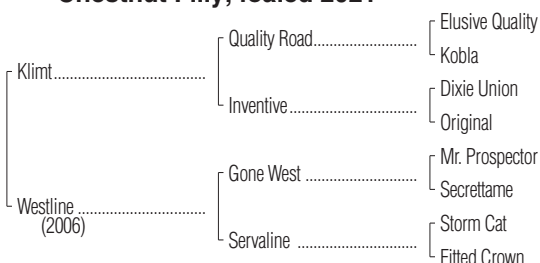 Chestnut Filly, foaled 2021
Elusive Quality
Quality Road
Kobla
Klimt
Dixie Union
Inventive
Original
Mr. Prospector
Gone West
Secrettame
Westline
(2006)
Storm Cat
Servaline
Fitted Crown